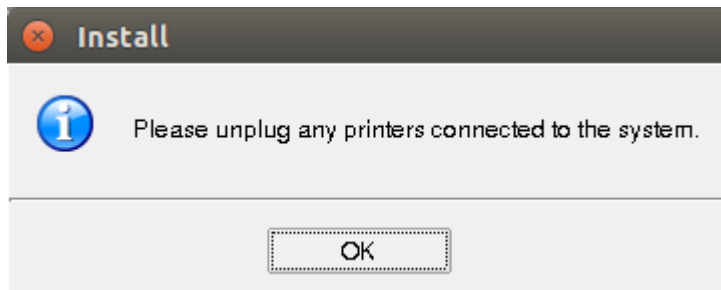 Install
Please unplug any printers connected to the system.
OK